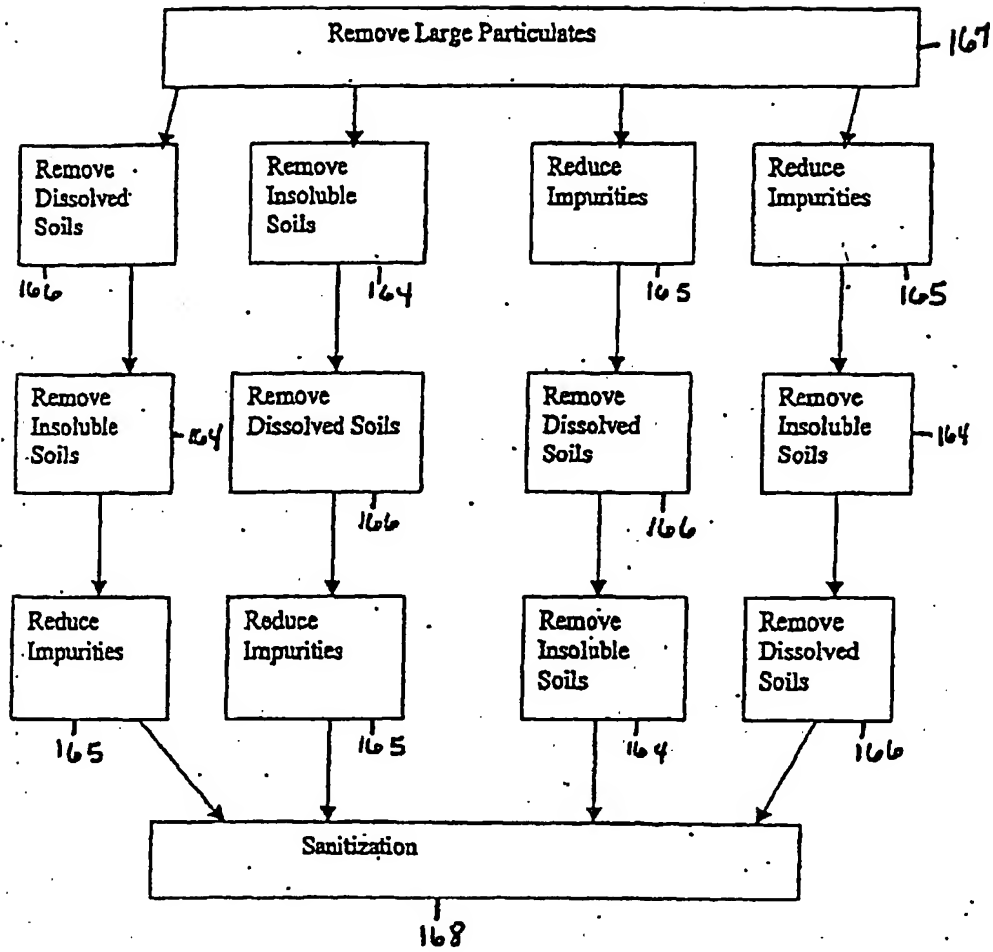 Remove Large Particulates
167
Remove
Dissolved
Soils
166
Remove
Insoluble
Soils
164
Reduce
Impurities
165
Reduce
Impurities
165
Remove
Insoluble
Soils
164
Remove
Dissolved Soils
166
Remove
Dissolved
Soils
166
Remove
Insoluble
Soils
164
Reduce
Impurities
165
Reduce
Impurities
165
Remove
Insoluble
Soils
164
Remove
Dissolved
Soils
166
Sanitization
168